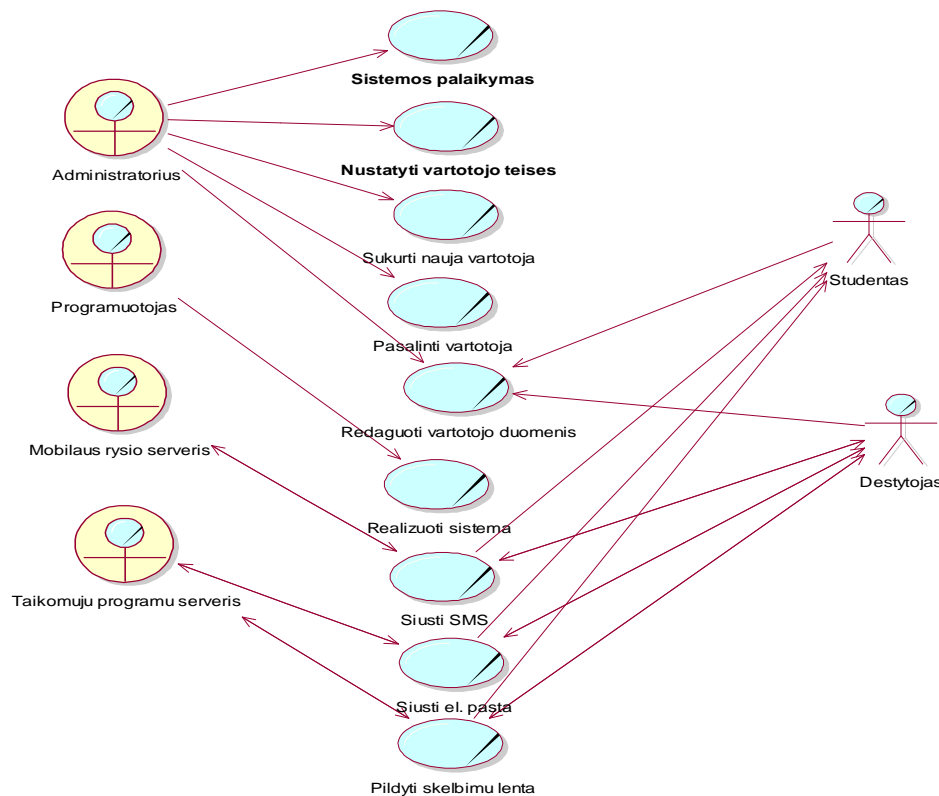 Sistemos palaikymas
Administratorius
Nustatyti vartotojo teises
Sukurti nauja vartotoja
Studentas
Programuotojas
Pasalinti vartotoja
Redaguoti vartotojo duomenis
Mobilaus rysio serveris
Destytojas
Realizuoti sistema
Taikomuju programu serveris
Siusti SMS
Siusti el. pasta
Pildyti skelbimu lenta